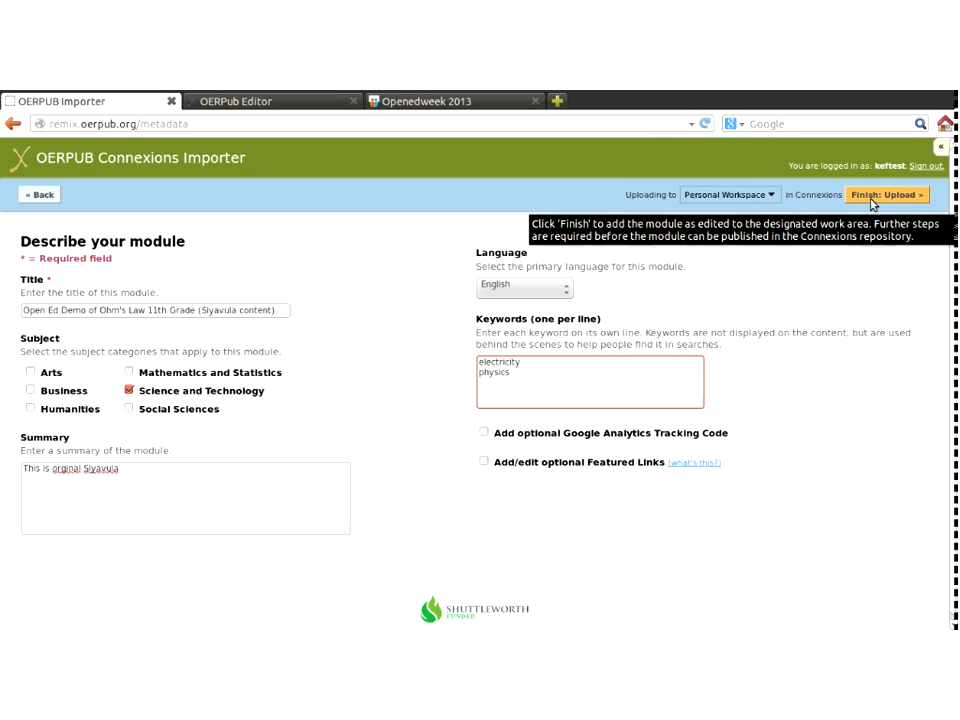 OERPUB Importer
OERPub Editor
Openedweek 2013
remix.oerpub.org/metadata
Google
OERPUB Connexions Importer
You are logged in as: keftest. Sign out.
« Back
Uploading to Personal Workspace in Connexions Finish: Upload »
Click 'Finish' to add the module as edited to the designated work area. Further steps
are required before the module can be published in the Connexions repository.
Describe your module
* = Required field
Title *
Enter the title of this module.
Open Ed Demo of Ohm's Law 11th Grade (Siyavula content)
Subject
Select the subject categories that apply to this module.
Arts
Mathematics and Statistics
Business
Science and Technology
Humanities
Social Sciences
Summary
Enter a summary of the module.
This is orginal Siyavula
Language
Select the primary language for this module.
English
Keywords (one per line)
Enter each keyword on its own line. Keywords are not displayed on the content, but are used
behind the scenes to help people find it in searches.
electricity
physics
Add optional Google Analytics Tracking Code
Add/edit optional Featured Links (what's this?)
SHUTTLEWORTH
FUNDED